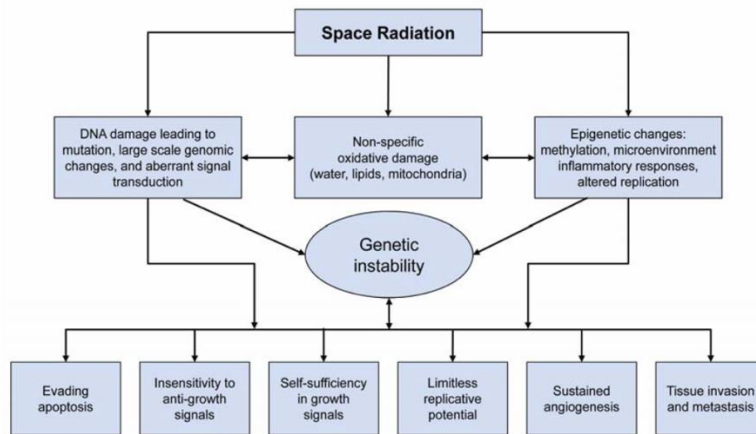 Space Radiation
DNA damage leading to
mutation, large scale genomic
changes, and aberrant signal
transduction
Non-specific
oxidative damage
(water, lipids, mitochondria)
Epigenetic changes:
methylation, microenvironment
inflammatory responses,
altered replication
Genetic
instability
Evading
apoptosis
Insensitivity to
anti-growth
signals
Self-sufficiency
in growth
signals
Limitless
replicative
potential
Sustained
angiogenesis
Tissue invasion
and metastasis